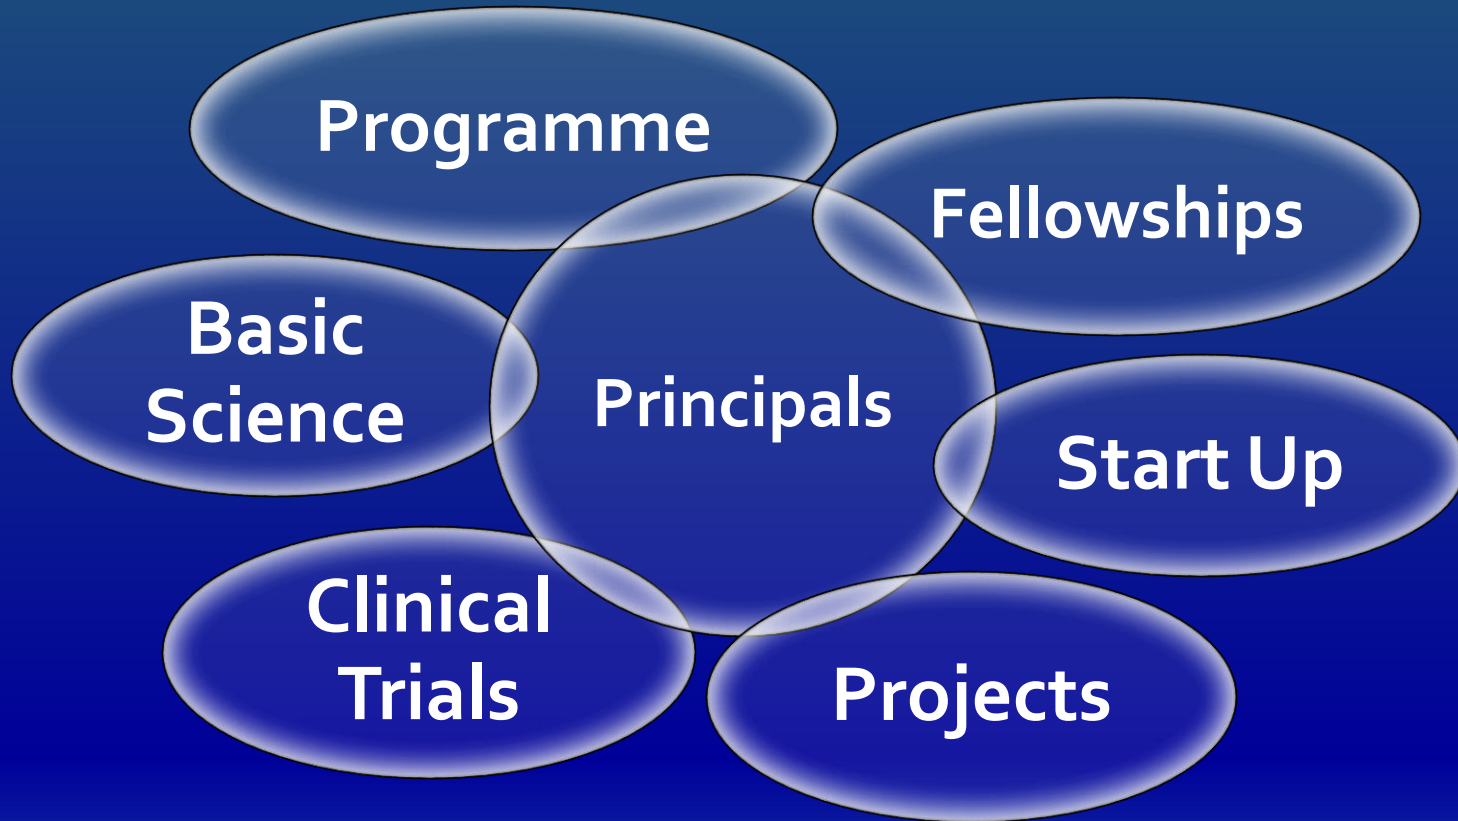 Programme
Fellowships
Basic
Science
Principals
Start Up
Clinical
Trials
Projects